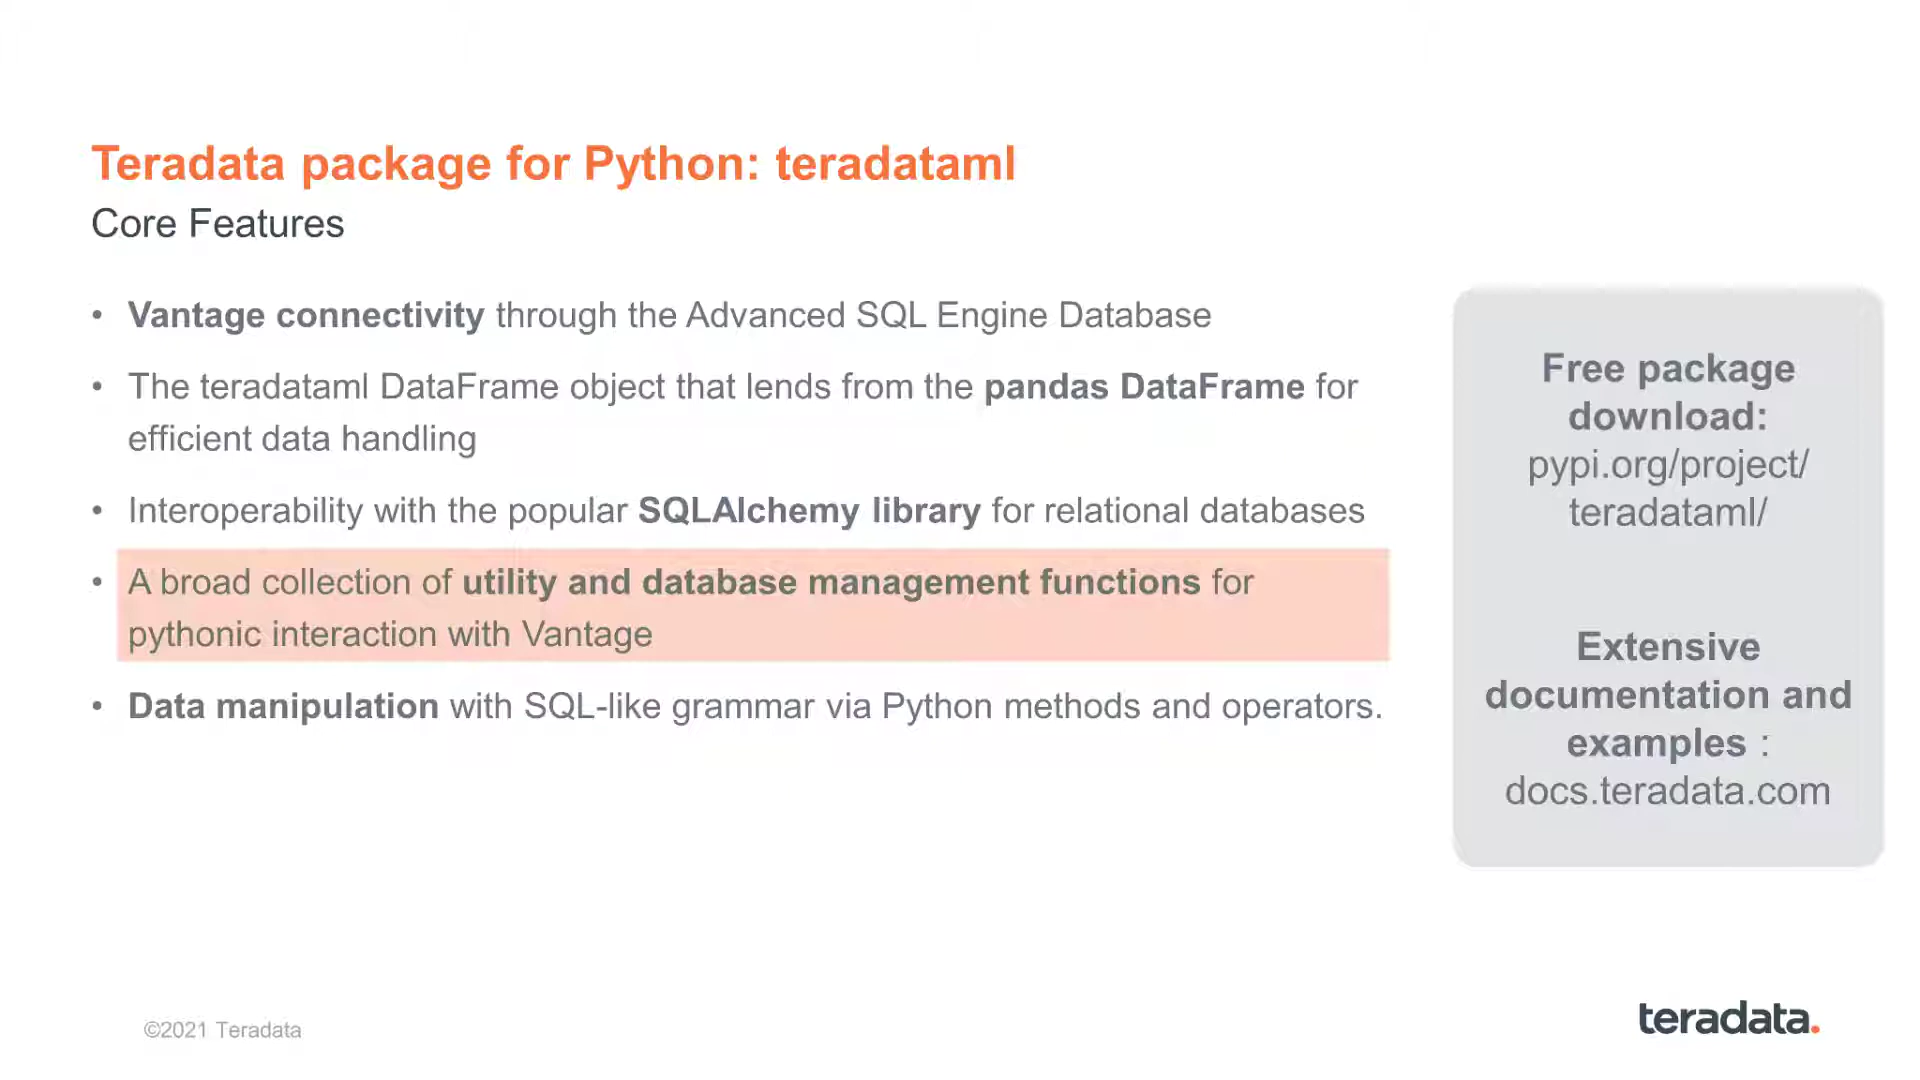 Teradata package for Python: teradataml
Core Features
• Vantage connectivity through the Advanced SQL Engine Database
• The teradataml DataFrame object that lends from the pandas DataFrame for
efficient data handling
• Interoperability with the popular SQLAlchemy library for relational databases
• A broad collection of utility and database management functions for
pythonic interaction with Vantage
• Data manipulation with SQL-like grammar via Python methods and operators.
Free package
download:
pypi.org/project/
teradataml/
Extensive
documentation and
examples :
docs.teradata.com
©2021 Teradata
teradata.